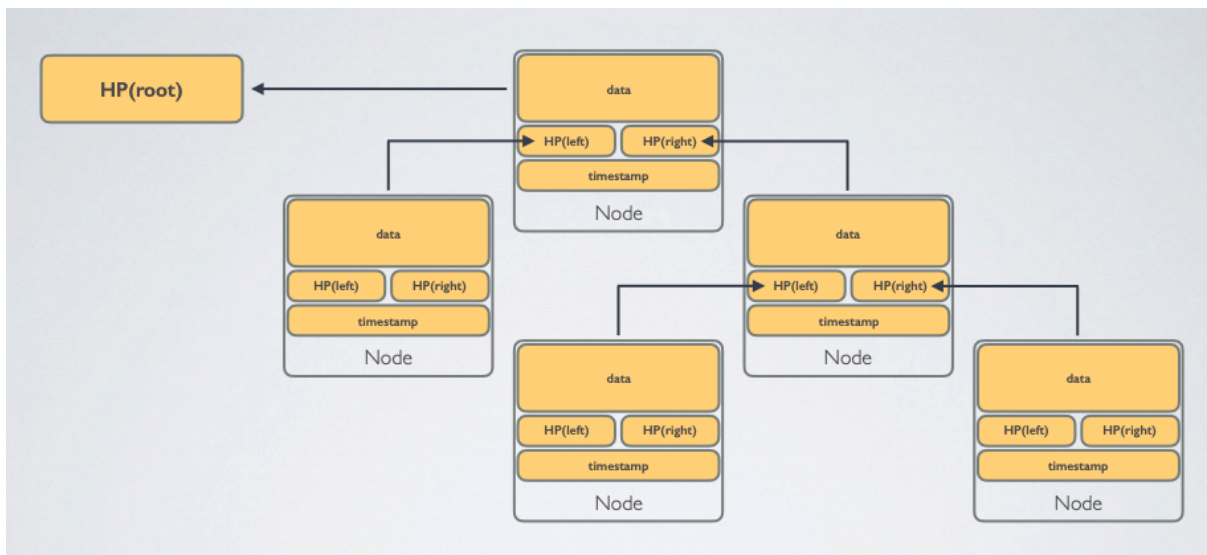 HP(root)
data
HP(left) HP(right)
timestamp
Node
data
HP(left) HP(right)
timestamp
Node
data
HP(left) HP(right)
timestamp
Node
data
HP(left) HP(right)
timestamp
Node
data
HP(left) HP(right)
timestamp
Node